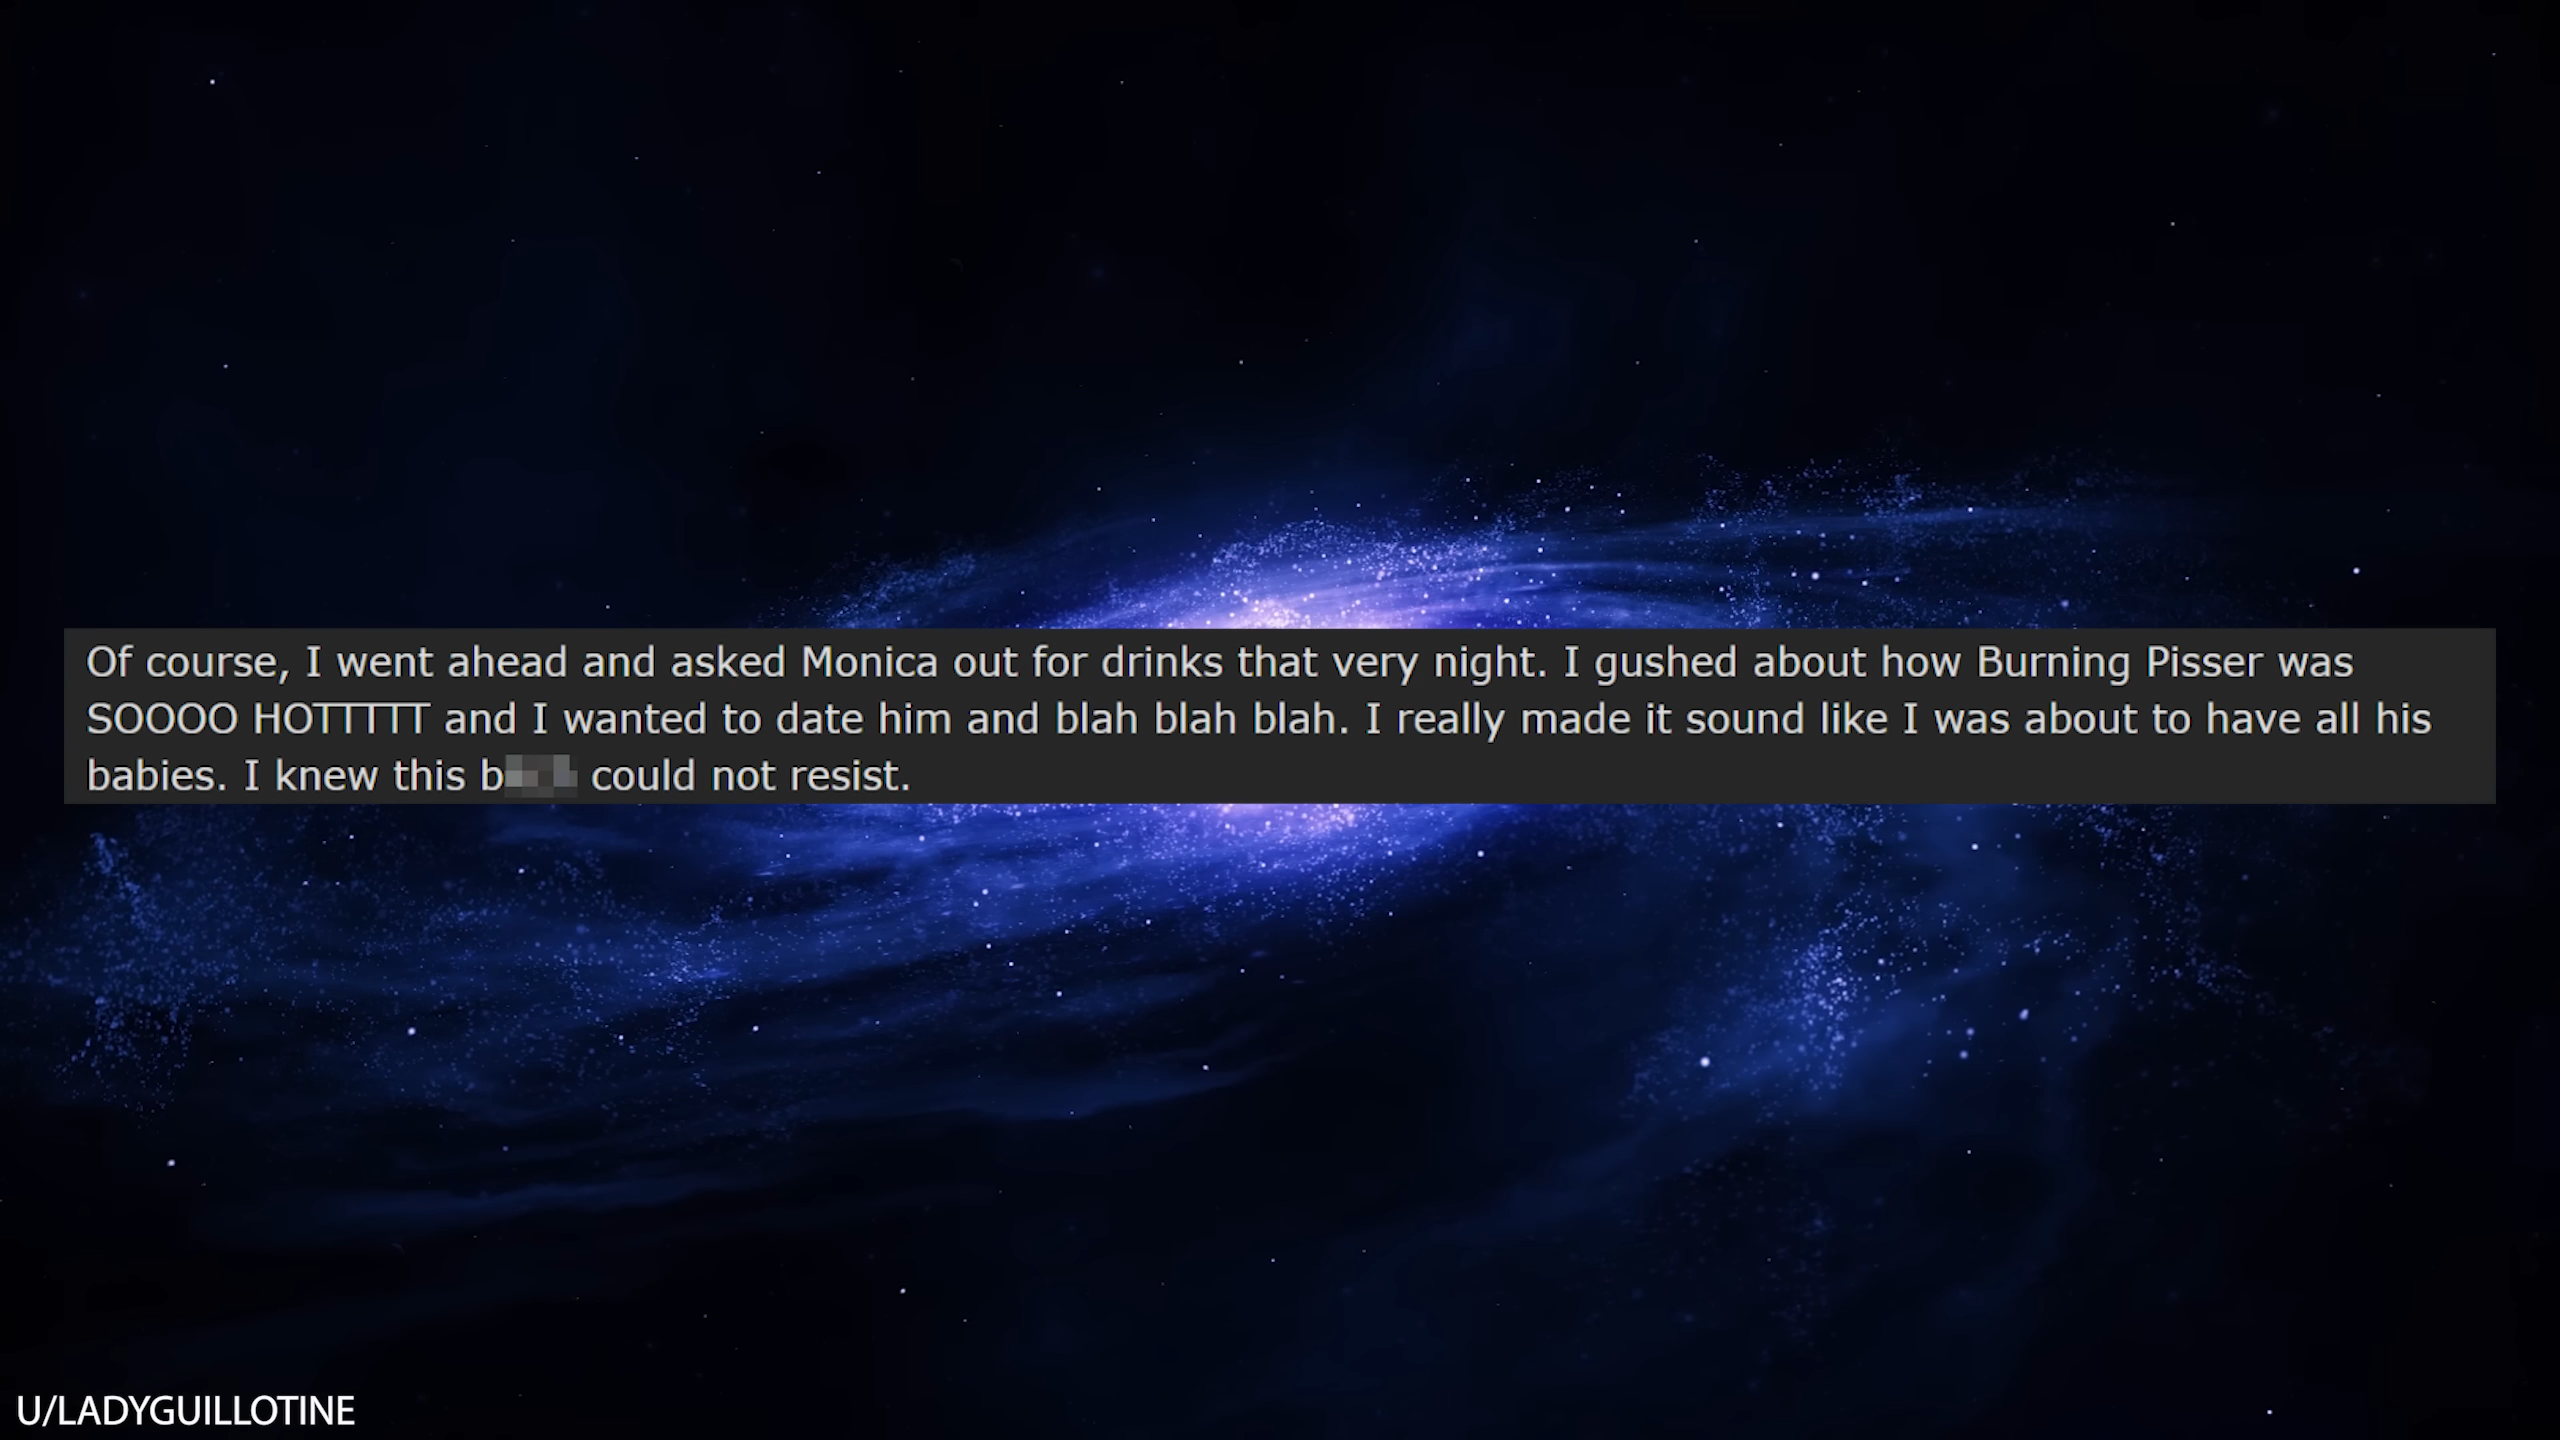 Of course, I went ahead and asked Monica out for drinks that very night. I gushed about how Burning Pisser was
SOOOO HOTTTTT and I wanted to date him and blah blah blah. I really made it sound like I was about to have all his
babies. I knew this b could not resist.
U/LADYGUILLOTINE